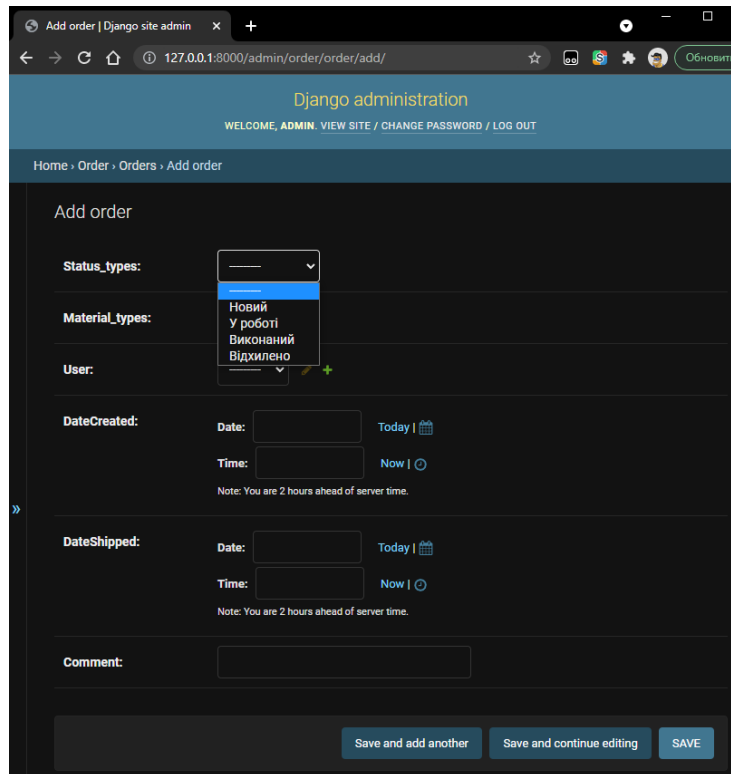 Add order | Django site admin
127.0.0.1:8000/admin/order/order/add/
Обновить
Django administration
WELCOME, ADMIN. VIEW SITE / CHANGE PASSWORD / LOG OUT
Home › Order › Orders › Add order
Add order
Status_types:
---------
---------
Новий
У роботі
Виконаний
Відхилено
Material_types:
User:
---------
DateCreated:
Date:
Today |
Time:
Now |
Note: You are 2 hours ahead of server time.
»
DateShipped:
Date:
Today |
Time:
Now |
Note: You are 2 hours ahead of server time.
Comment:
Save and add another
Save and continue editing
SAVE